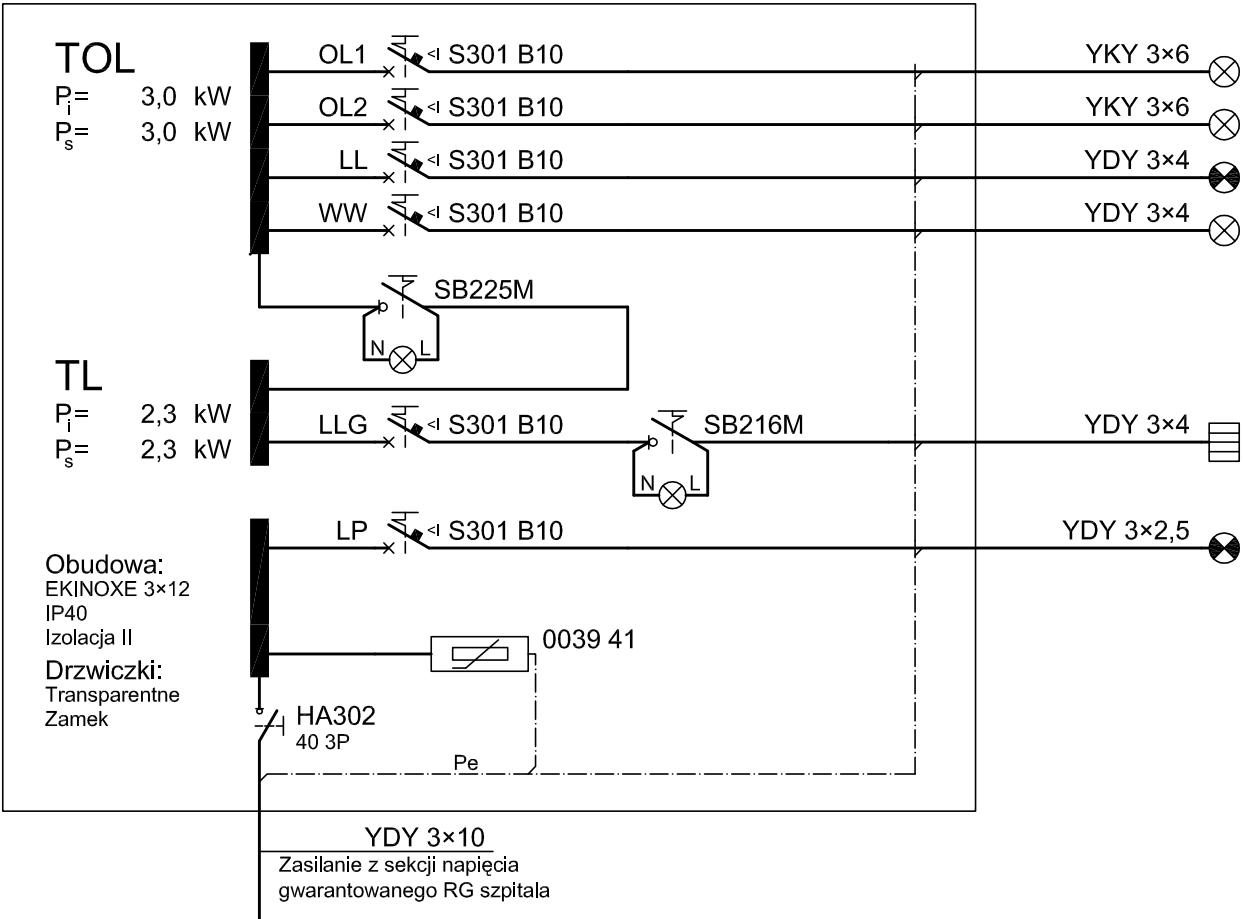 TOL
Pi= 3,0 kW
Ps= 3,0 kW
OL1 <I S301 B10 YKY 3×6
OL2 <I S301 B10 YKY 3×6
LL <I S301 B10 YDY 3×4
WW <I S301 B10 YDY 3×4
SB225M
N L
TL
Pi= 2,3 kW
Ps= 2,3 kW
LLG <I S301 B10 SB216M YDY 3×4
N L
LP <I S301 B10 YDY 3×2,5
Obudowa:
EKINOXE 3×12
IP40
Izolacja II
Drzwiczki:
Transparentne
Zamek
0039 41
HA302
40 3P
Pe
YDY 3×10
Zasilanie z sekcji napięcia
gwarantowanego RG szpitala